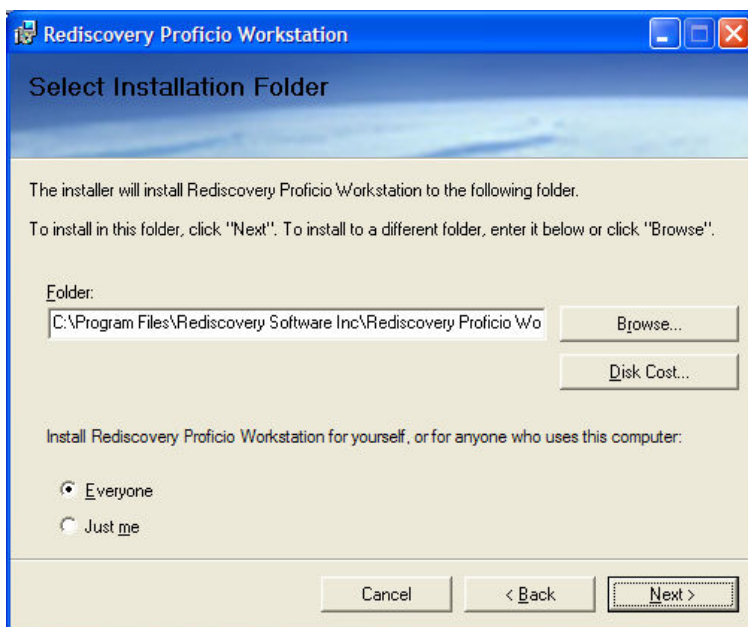 Rediscovery Proficio Workstation
Select Installation Folder
The installer will install Rediscovery Proficio Workstation to the following folder.
To install in this folder, click "Next". To install to a different folder, enter it below or click "Browse".
Folder:
C:\Program Files\Rediscovery Software Inc\Rediscovery Proficio Wo
Browse...
Disk Cost...
Install Rediscovery Proficio Workstation for yourself, or for anyone who uses this computer:
Everyone
Just me
Cancel
< Back
Next >